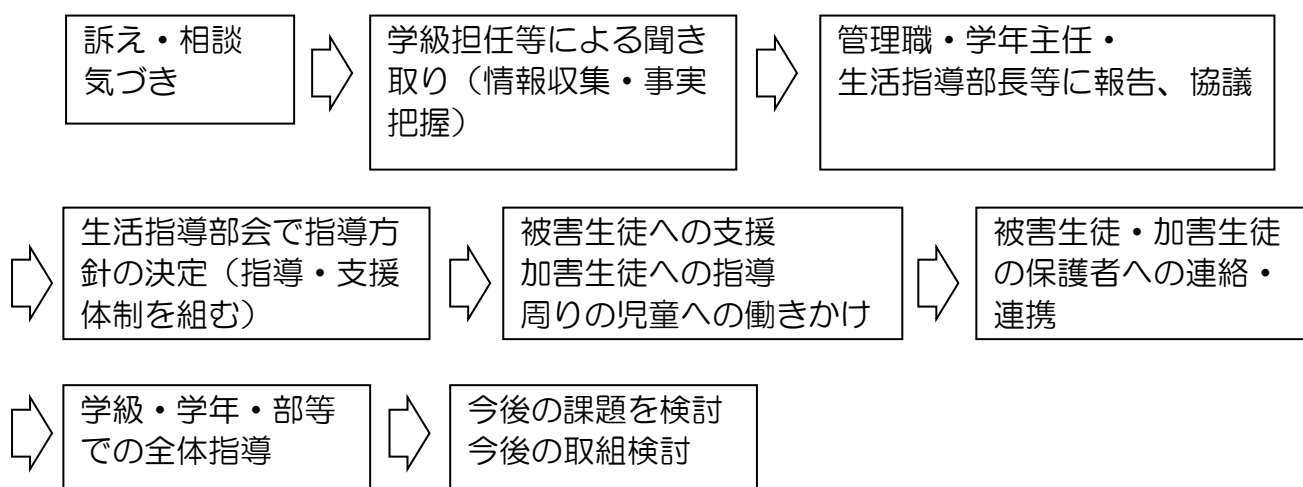 訴え・相談
気づき
学級担任等による聞き
取り（情報収集・事実
把握）
管理職・学年主任・
生活指導部長等に報告、協議
生活指導部会で指導方
針の決定（指導・支援
体制を組む）
被害生徒への支援
加害生徒への指導
周りの児童への働きかけ
被害生徒・加害生徒
の保護者への連絡・
連携
学級・学年・部等
での全体指導
今後の課題を検討
今後の取組検討